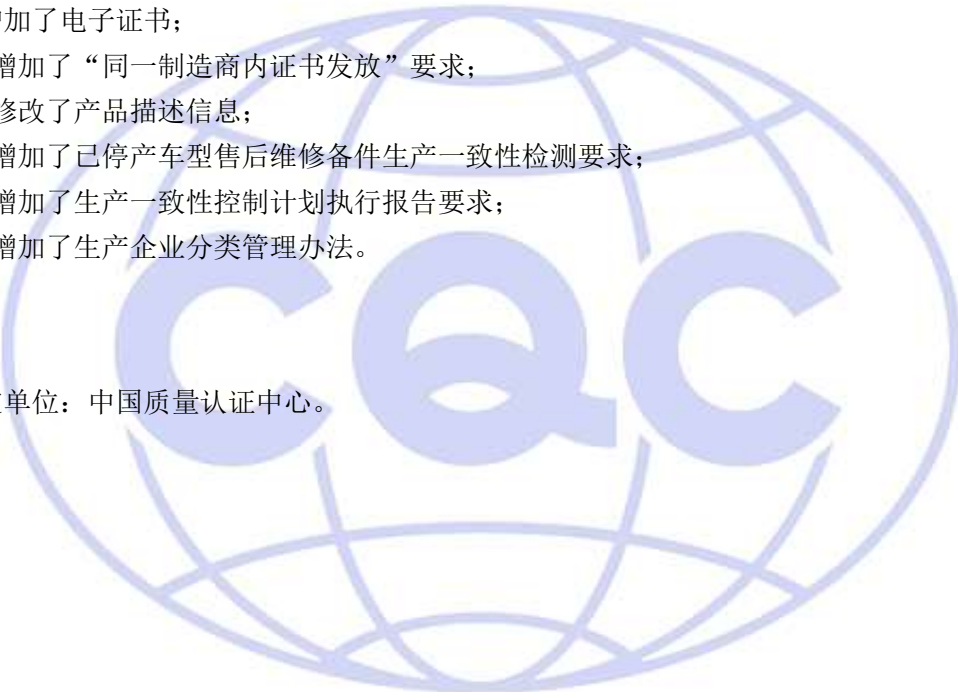 加了电子证书；
增加了“同一制造商内证书发放”要求；
修改了产品描述信息；
增加了已停产车型售后维修备件生产一致性检测要求；
增加了生产一致性控制计划执行报告要求；
增加了生产企业分类管理办法。
单位：中国质量认证中心。
CQC